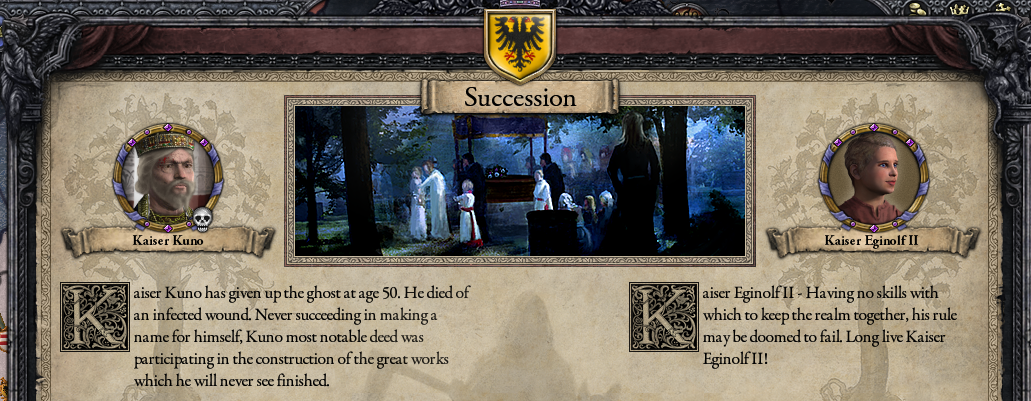 Succession
Kaiser Kuno
Kaiser Eginolf II
Kaiser Kuno has given up the ghost at age 50. He died of
an infected wound. Never succeeding in making a
name for himself, Kuno most notable deed was
participating in the construction of the great works
which he will never see finished.
Kaiser Eginolf II - Having no skills with
which to keep the realm together, his rule
may be doomed to fail. Long live Kaiser
Eginolf II!